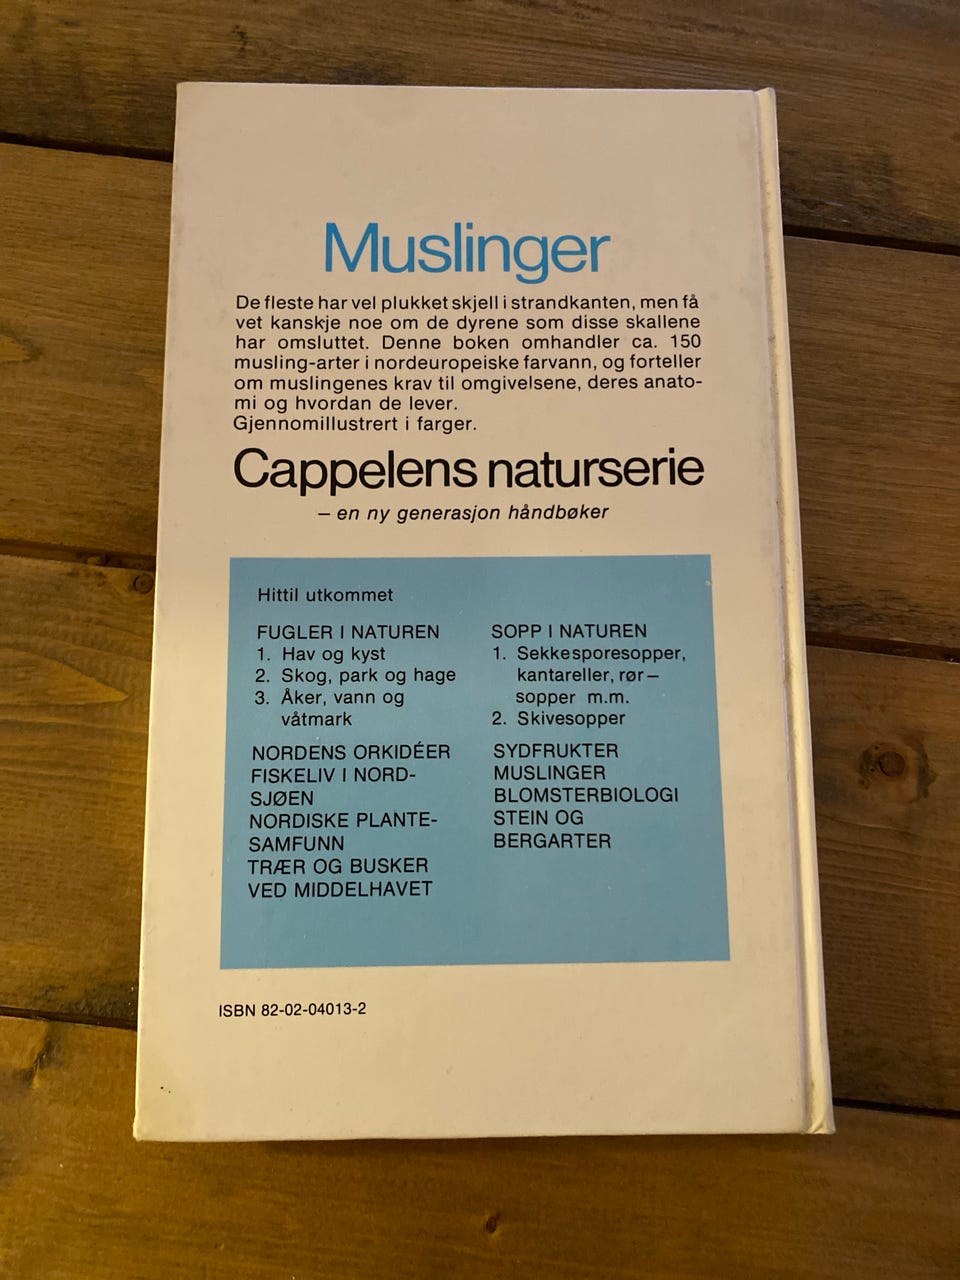 Muslinger
De fleste har vel plukket skjell i strandkanten, men få
vet kanskje noe om de dyrene som disse skallene
har omsluttet. Denne boken omhandler ca. 150
musling-arter i nordeuropeiske farvann, og forteller
om muslingenes krav til omgivelsene, deres anato-
mi og hvordan de lever.
Gjennomillustrert i farger.
Cappelens naturserie
– en ny generasjon håndbøker
Hittil utkommet
FUGLER I NATUREN
1. Hav og kyst
2. Skog, park og hage
3. Åker, vann og
våtmark
NORDENS ORKIDÉER
FISKELIV I NORD-
SJØEN
NORDISKE PLANTE-
SAMFUNN
TRÆR OG BUSKER
VED MIDDELHAVET
SOPP I NATUREN
1. Sekkesporesopper,
kantareller, rør–
sopper m.m.
2. Skivesopper
SYDFRUKTER
MUSLINGER
BLOMSTERBIOLOGI
STEIN OG
BERGARTER
ISBN 82-02-04013-2